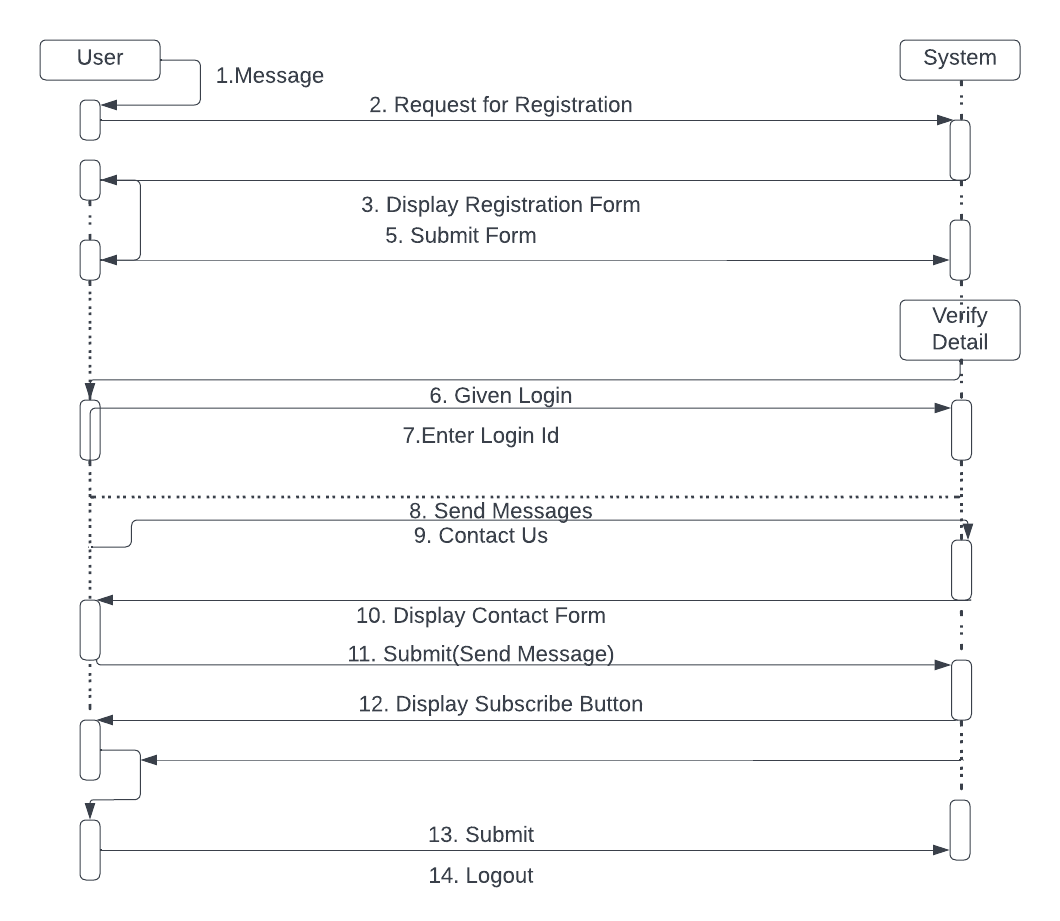 User
System
1.Message
2. Request for Registration
3. Display Registration Form
5. Submit Form
Verify
Detail
6. Given Login
7.Enter Login Id
8. Send Messages
9. Contact Us
10. Display Contact Form
11. Submit(Send Message)
12. Display Subscribe Button
13. Submit
14. Logout